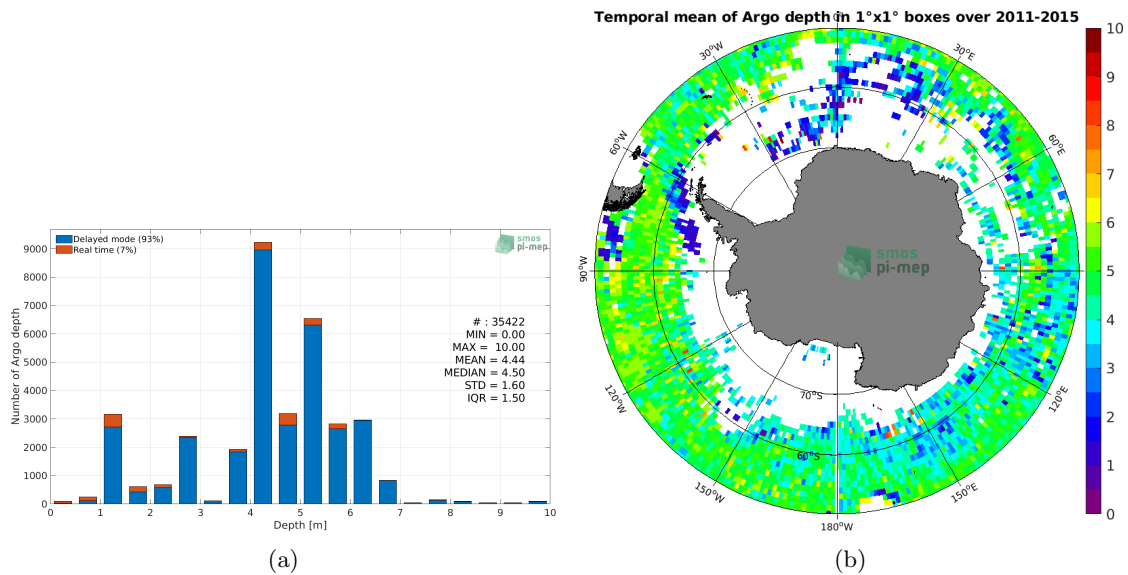 Delayed mode (93%)
Real time (7%)
smos
pi-mep
# : 35422
MIN = 0.00
MAX = 10.00
MEAN = 4.44
MEDIAN = 4.50
STD = 1.60
IQR = 1.50
Number of Argo depth
9000
8000
7000
6000
5000
4000
3000
2000
1000
0
0 1 2 3 4 5 6 7 8 9 10
Depth [m]
(a)
Temporal mean of Argo depth in 1°x1° boxes over 2011-2015
0°
30°W
30°E
60°W
60°E
90°W
120°W
120°E
150°W
150°E
180°W
70°S
60°S
smos
pi-mep
10
9
8
7
6
5
4
3
2
1
0
(b)